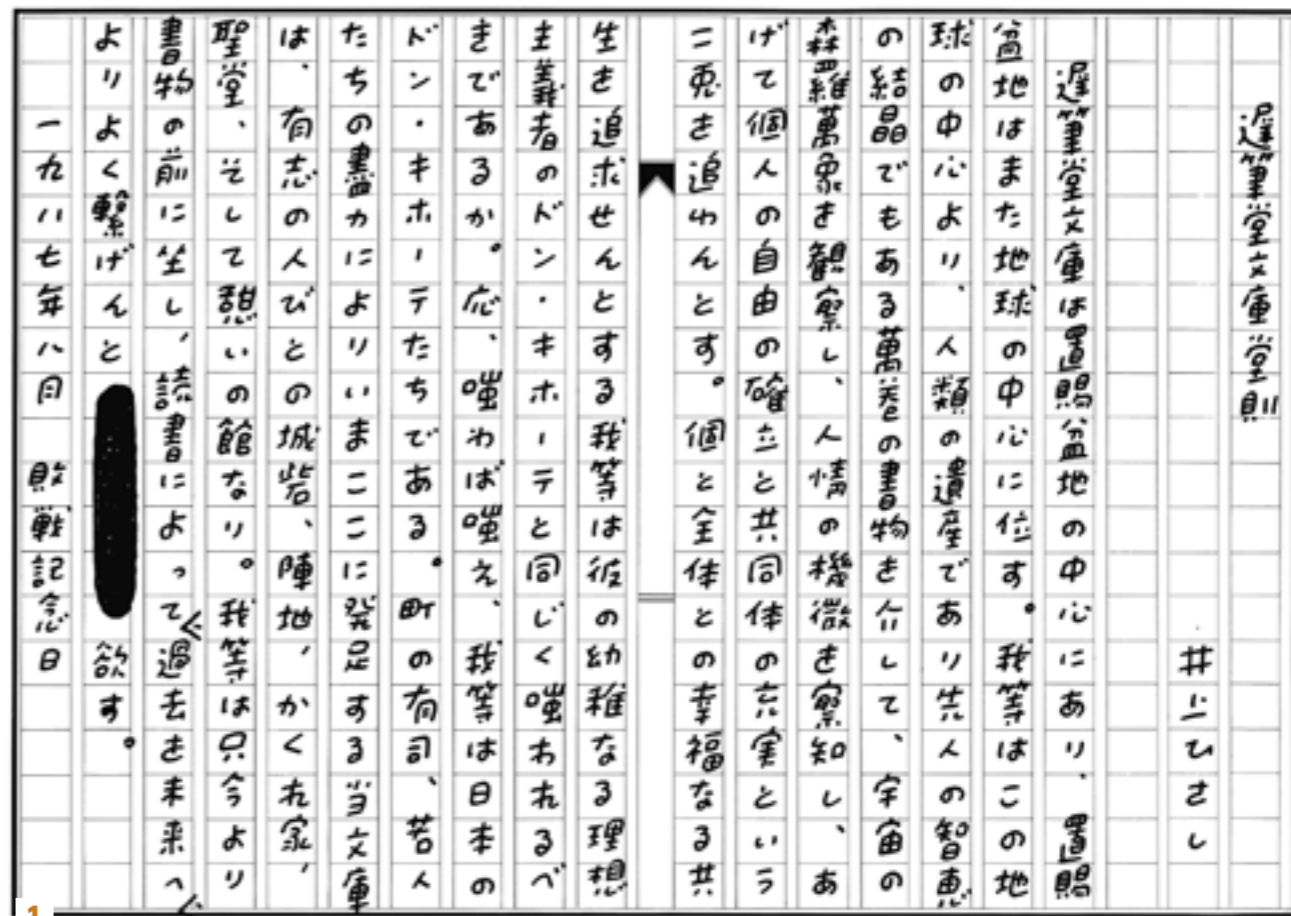 遅筆堂文庫堂則
井上ひさし
遅筆堂文庫は置賜盆地の中心にあり、置賜
盆地はまた地球の中心に位す。我等はこの地
球の中心より、人類の遺産であり先人の智恵
の結晶でもある萬巻の書物を介して、宇宙の
森羅萬象を観察し、人情の機微を察知し、あ
げて個人の自由の確立と共同体の充実という
二兎を追わんとす。個と全体との幸福なる共
生を追求せんとする我等は彼の幼稚なる理想
主義者のドン・キホーテと同じく嗤われるべ
きであるか。応、嗤わば嗤え、我等は日本の
ドン・キホーテたちである。町の有司、若人
たちの盡力によりいまここに発足する当文庫
は、有志の人びとの城砦、陣地、かくれ家、
聖堂、そして憩いの館なり。我等は只今より
書物の前に坐し、読書によって過去を未来へ
よりよく繋げんと欲す。
一九八七年八月 敗戦記念日
1